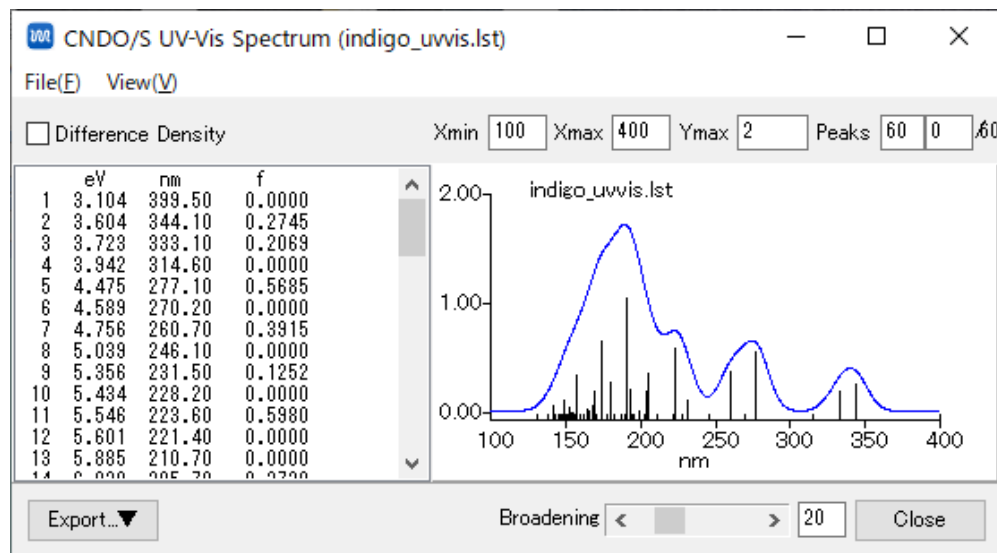 CNDO/S UV-Vis Spectrum (indigo_uvvis.lst)
File(F) View(V)
Difference Density Xmin 100 Xmax 400 Ymax 2 Peaks 60 0 /60
eV nm f
1 3.104 399.50 0.0000
2 3.604 344.10 0.2745
3 3.723 333.10 0.2069
4 3.942 314.60 0.0000
5 4.475 277.10 0.5685
6 4.589 270.20 0.0000
7 4.756 260.70 0.3915
8 5.039 246.10 0.0000
9 5.356 231.50 0.1252
10 5.434 228.20 0.0000
11 5.546 223.60 0.5980
12 5.601 221.40 0.0000
13 5.885 210.70 0.0000
indigo_uvvis.lst
2.00
1.00
0.00
100 150 200 250 300 350 400
nm
Export...▼ Broadening 20 Close